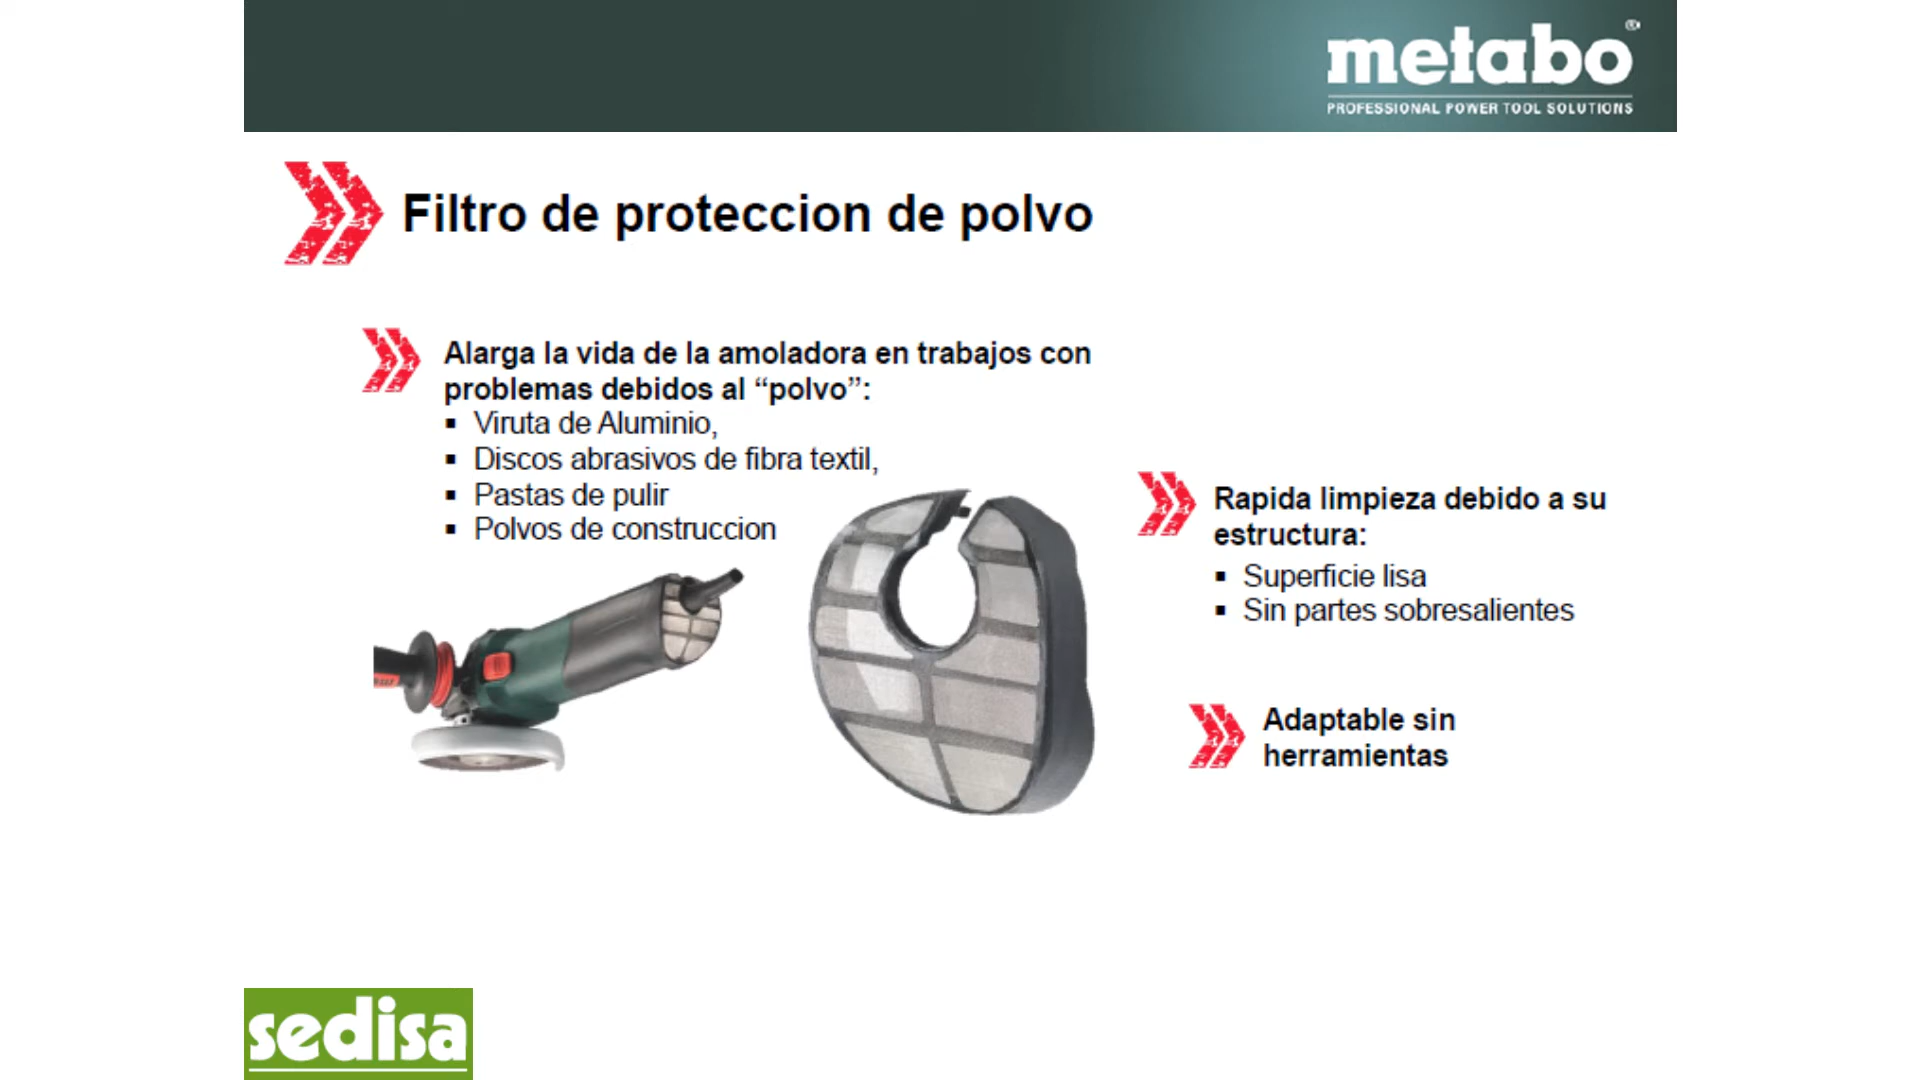 metabo®
PROFESSIONAL POWER TOOL SOLUTIONS
Filtro de proteccion de polvo
Alarga la vida de la amoladora en trabajos con
problemas debidos al “polvo”:
▪ Viruta de Aluminio,
▪ Discos abrasivos de fibra textil,
▪ Pastas de pulir
▪ Polvos de construccion
Rapida limpieza debido a su
estructura:
▪ Superficie lisa
▪ Sin partes sobresalientes
Adaptable sin
herramientas
sedisa